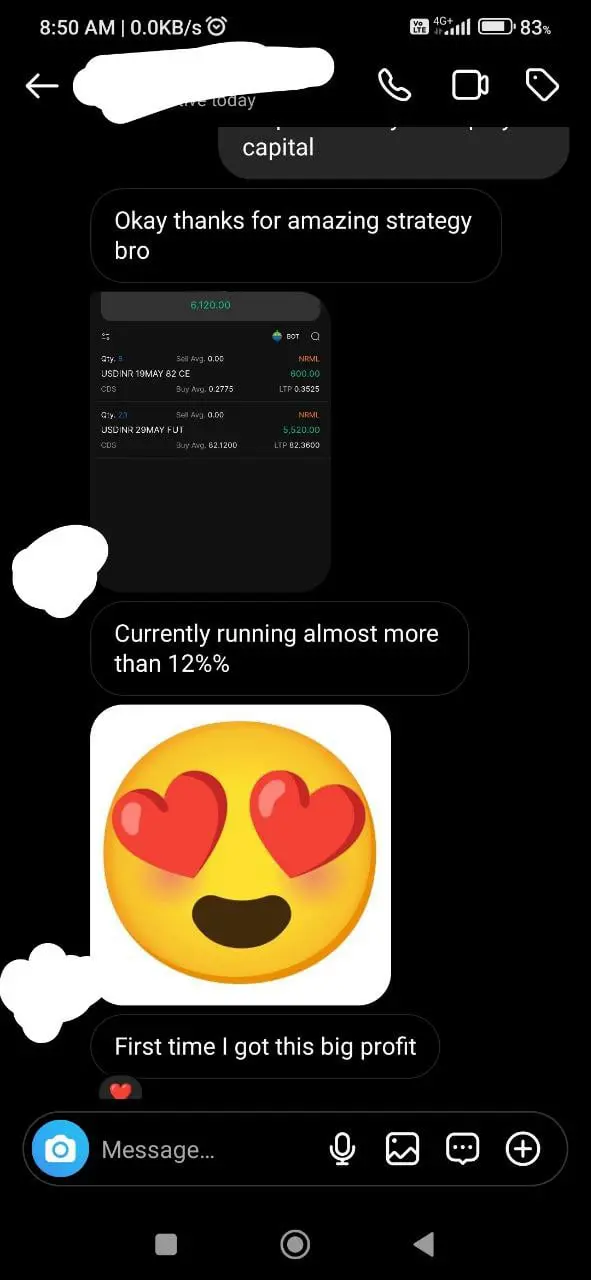 8:50 AM | 0.0KB/s
Vo LTE 4G+ 83%
today
capital
Okay thanks for amazing strategy
bro
6,120.00
BOT
Qty. Sell Avg. 0.00 NRML
USDINR 19MAY 82 CE 600.00
CDS Buy Avg. 0.2775 LTP 0.3525
Qty. 23 Sell Avg. 0.00 NRML
USDINR 29MAY FUT 5,520.00
CDS Buy Avg. 82.1200 LTP 82.3600
Currently running almost more
than 12%%
First time I got this big profit
Message...